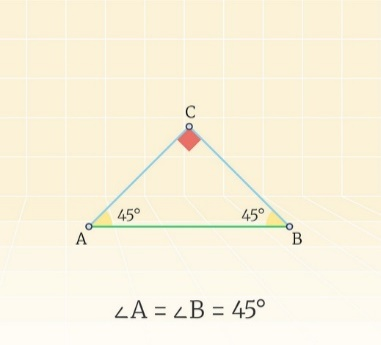 C
45° 45°
A B
∠A = ∠B = 45°